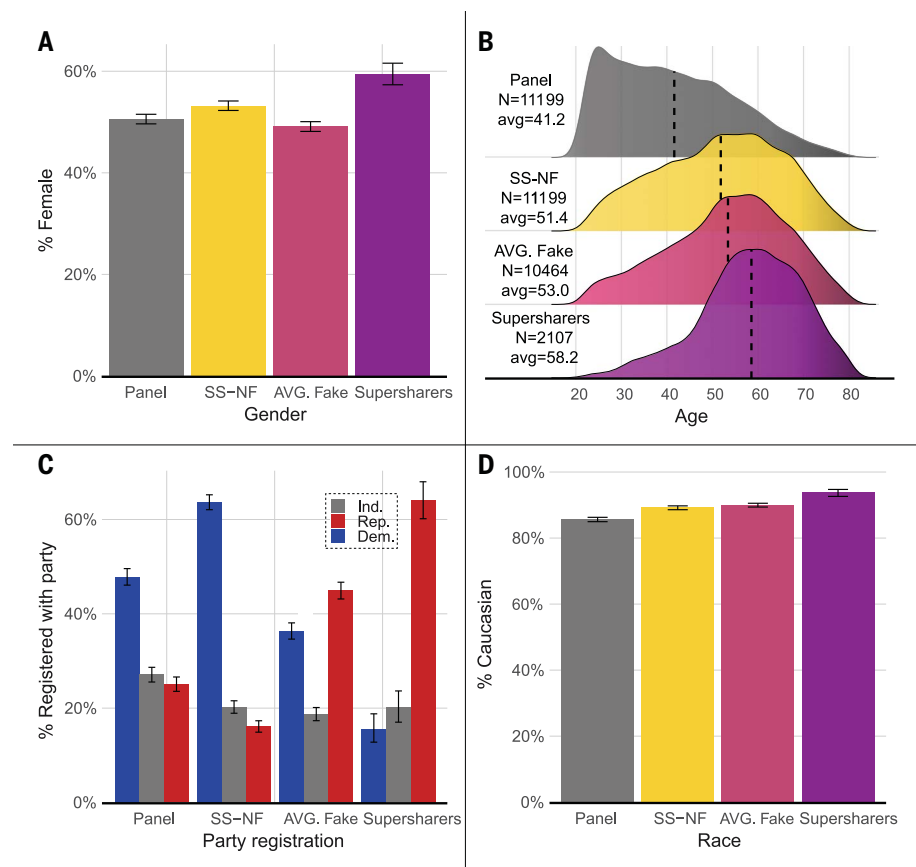 A
60%
40%
20%
0%
% Female
Panel SS−NF AVG. Fake Supersharers
Gender
B
Panel
N=11199
avg=41.2
SS-NF
N=11199
avg=51.4
AVG. Fake
N=10464
avg=53.0
Supersharers
N=2107
avg=58.2
20 30 40 50 60 70 80
Age
C
60%
40%
20%
0%
% Registered with party
Ind.
Rep.
Dem.
Panel SS−NF AVG. Fake Supersharers
Party registration
D
100%
80%
60%
40%
20%
0%
% Caucasian
Panel SS−NF AVG. Fake Supersharers
Race